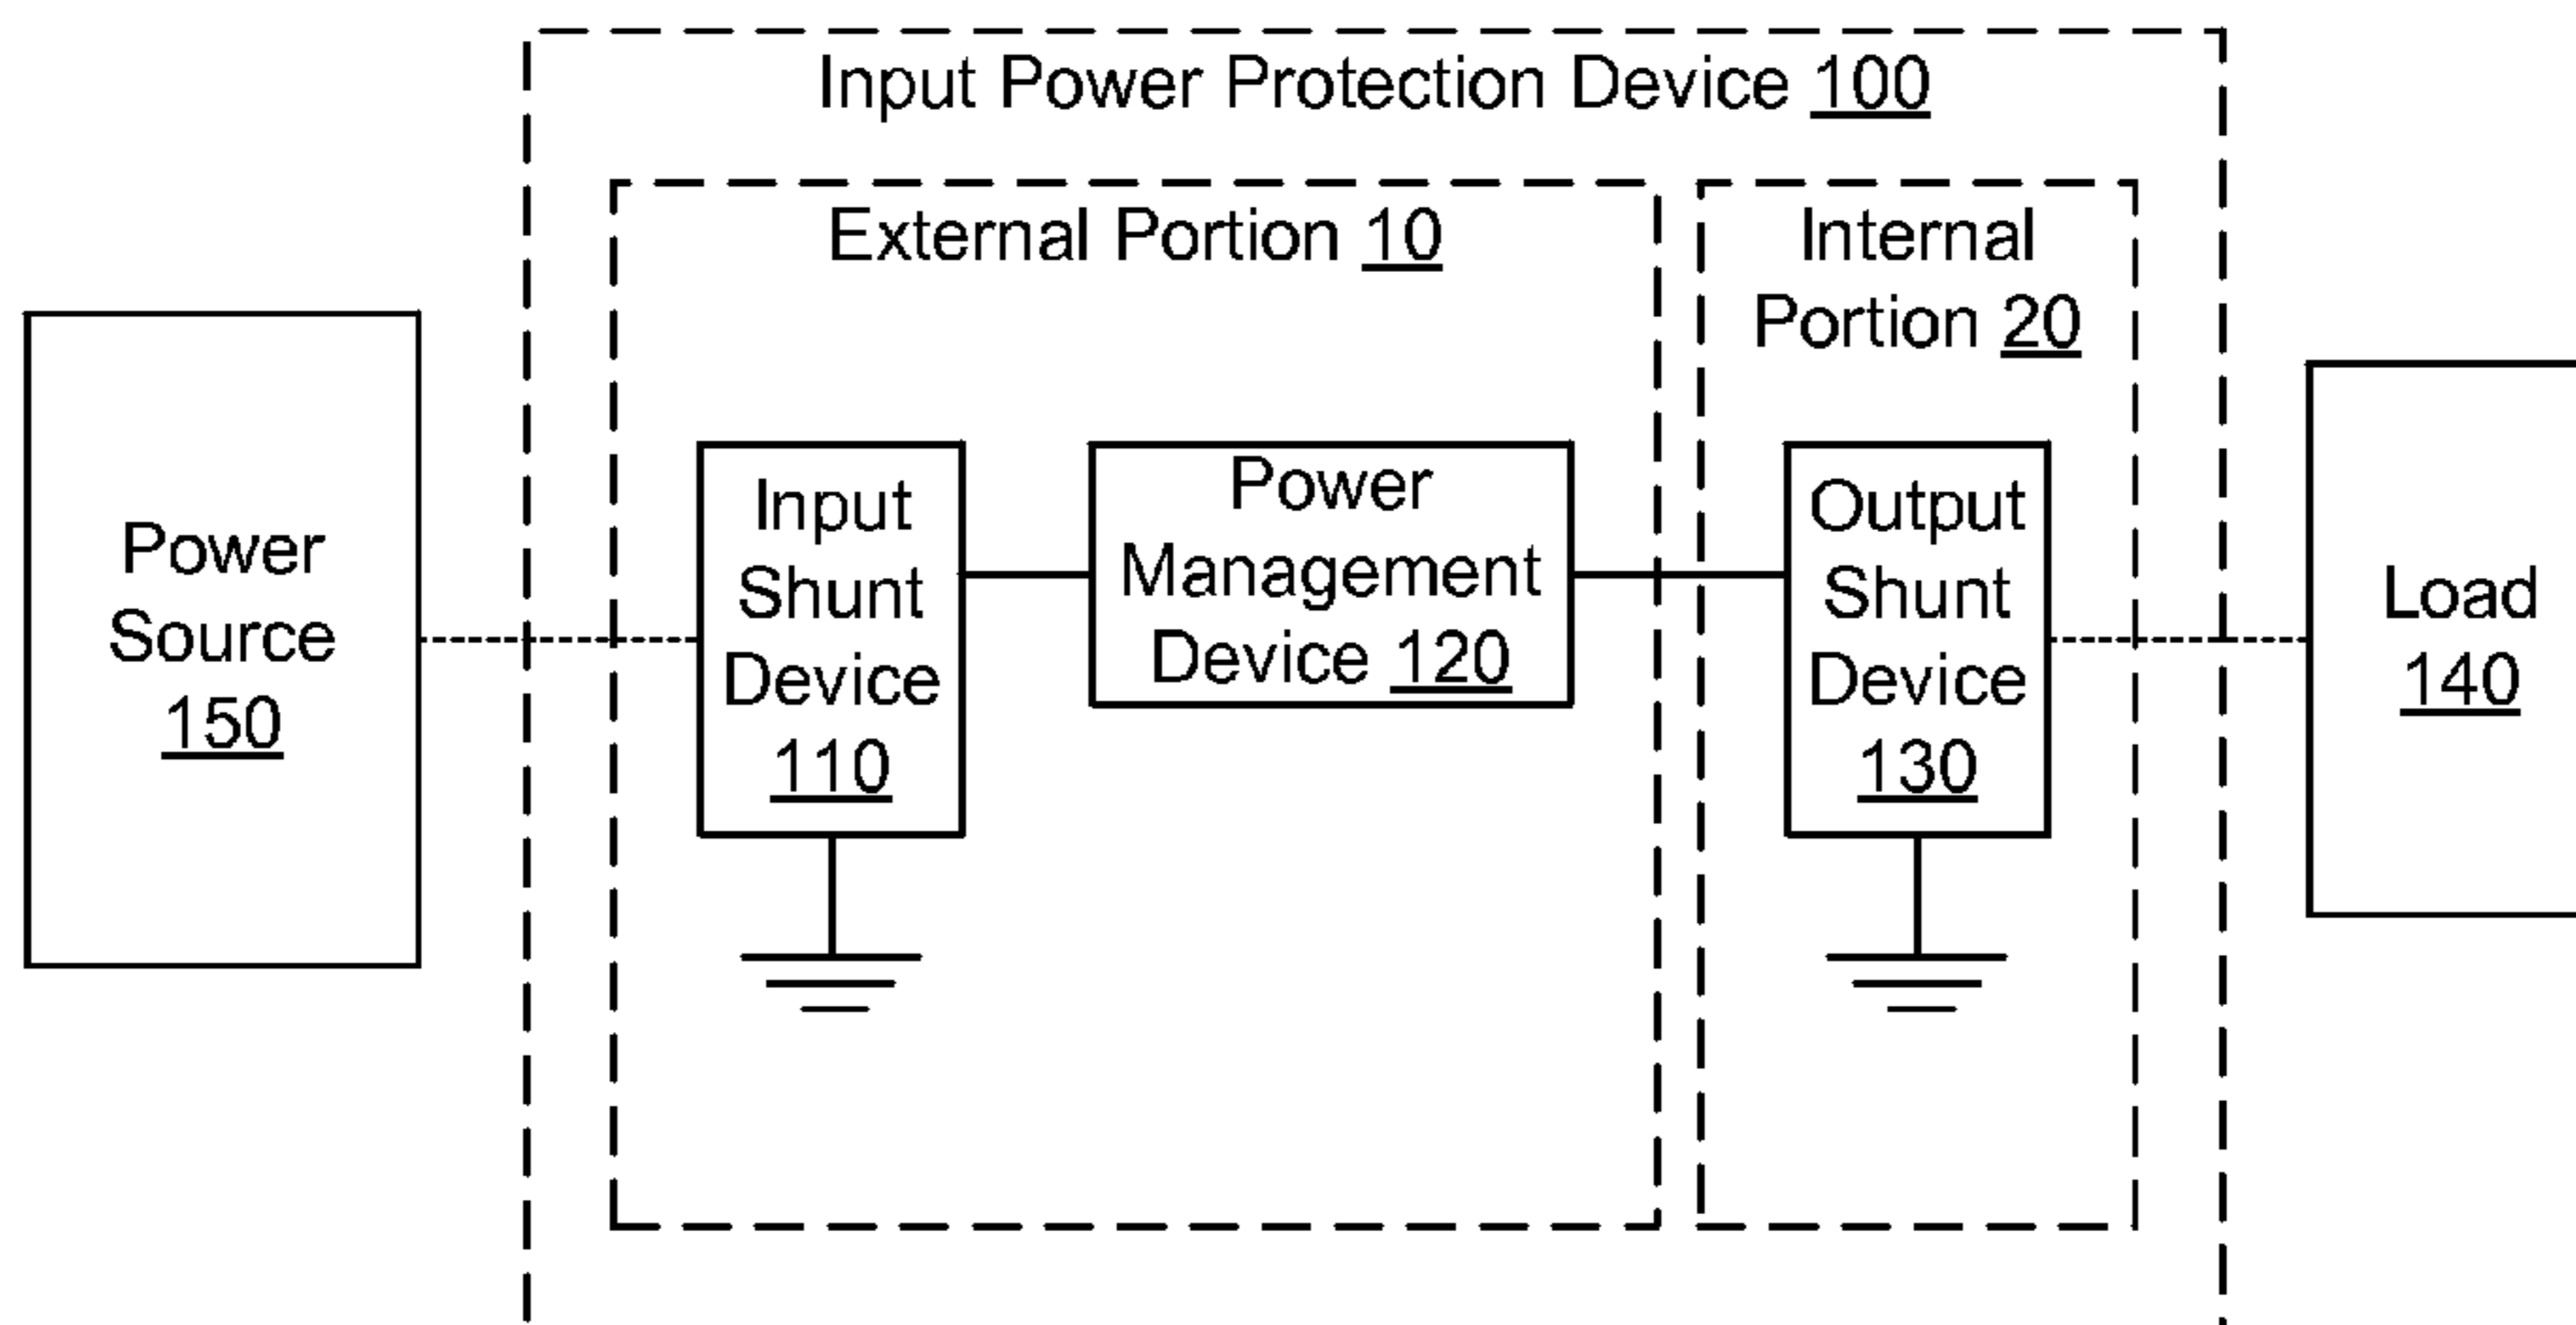 Input Power Protection Device 100
External Portion 10
Internal
Portion 20
Power
Source
150
Input
Shunt
Device
110
Power
Management
Device 120
Output
Shunt
Device
130
Load
140